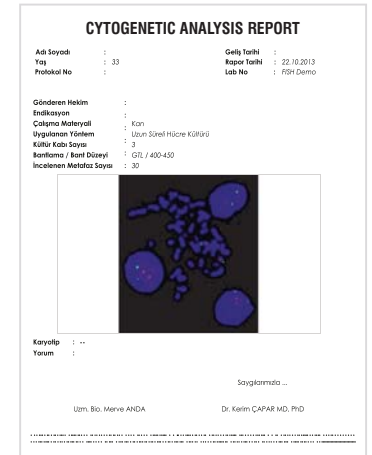 CYTOGENETIC ANALYSIS REPORT
Adı Soyadı :
Yaş : 33
Protokol No :
Geliş Tarihi :
Rapor Tarihi : 22.10.2013
Lab No : FISH Demo
Gönderen Hekim :
Endikasyon :
Çalışma Materyali : Kan
Uygulanan Yöntem : Uzun Süreli Hücre Kültürü
Kültür Kabı Sayısı : 3
Bantlama / Bant Düzeyi : GTL / 400-450
İncelenen Metafaz Sayısı : 30
Karyotip : --
Yorum :
Saygılarımızla ...
Uzm. Bio. Merve ANDA Dr. Kerim ÇAPAR MD, PhD